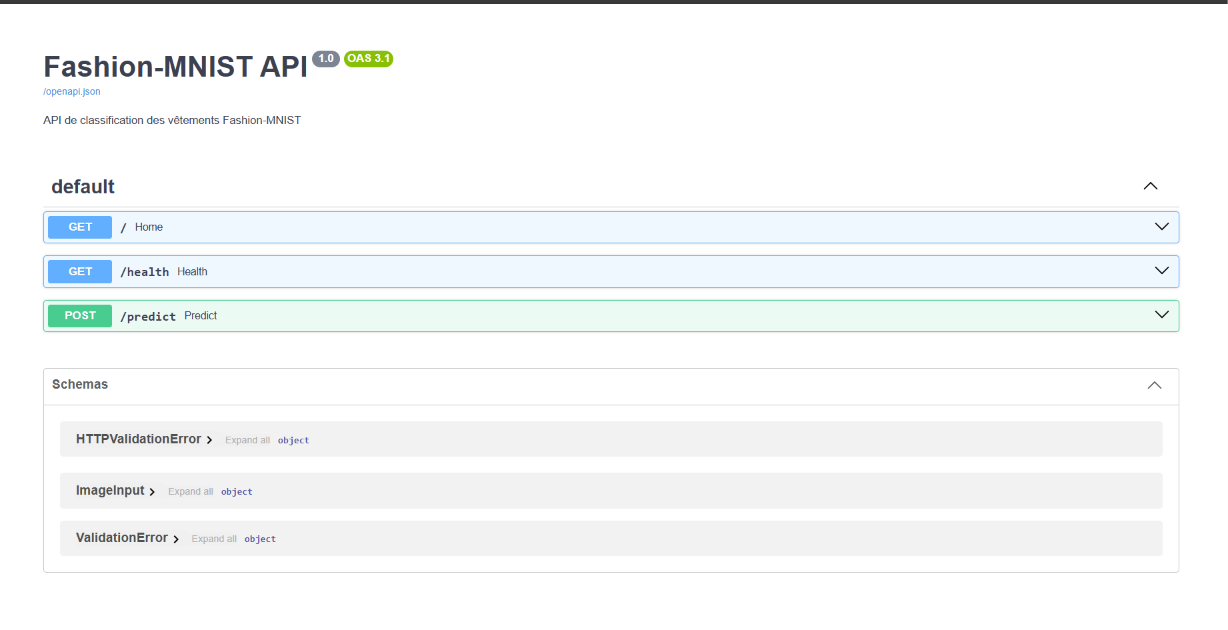 Fashion-MNIST API 1.0 OAS 3.1
/openapi.json
API de classification des vêtements Fashion-MNIST
default
GET / Home
GET /health Health
POST /predict Predict
Schemas
HTTPValidationError Expand all object
ImageInput Expand all object
ValidationError Expand all object